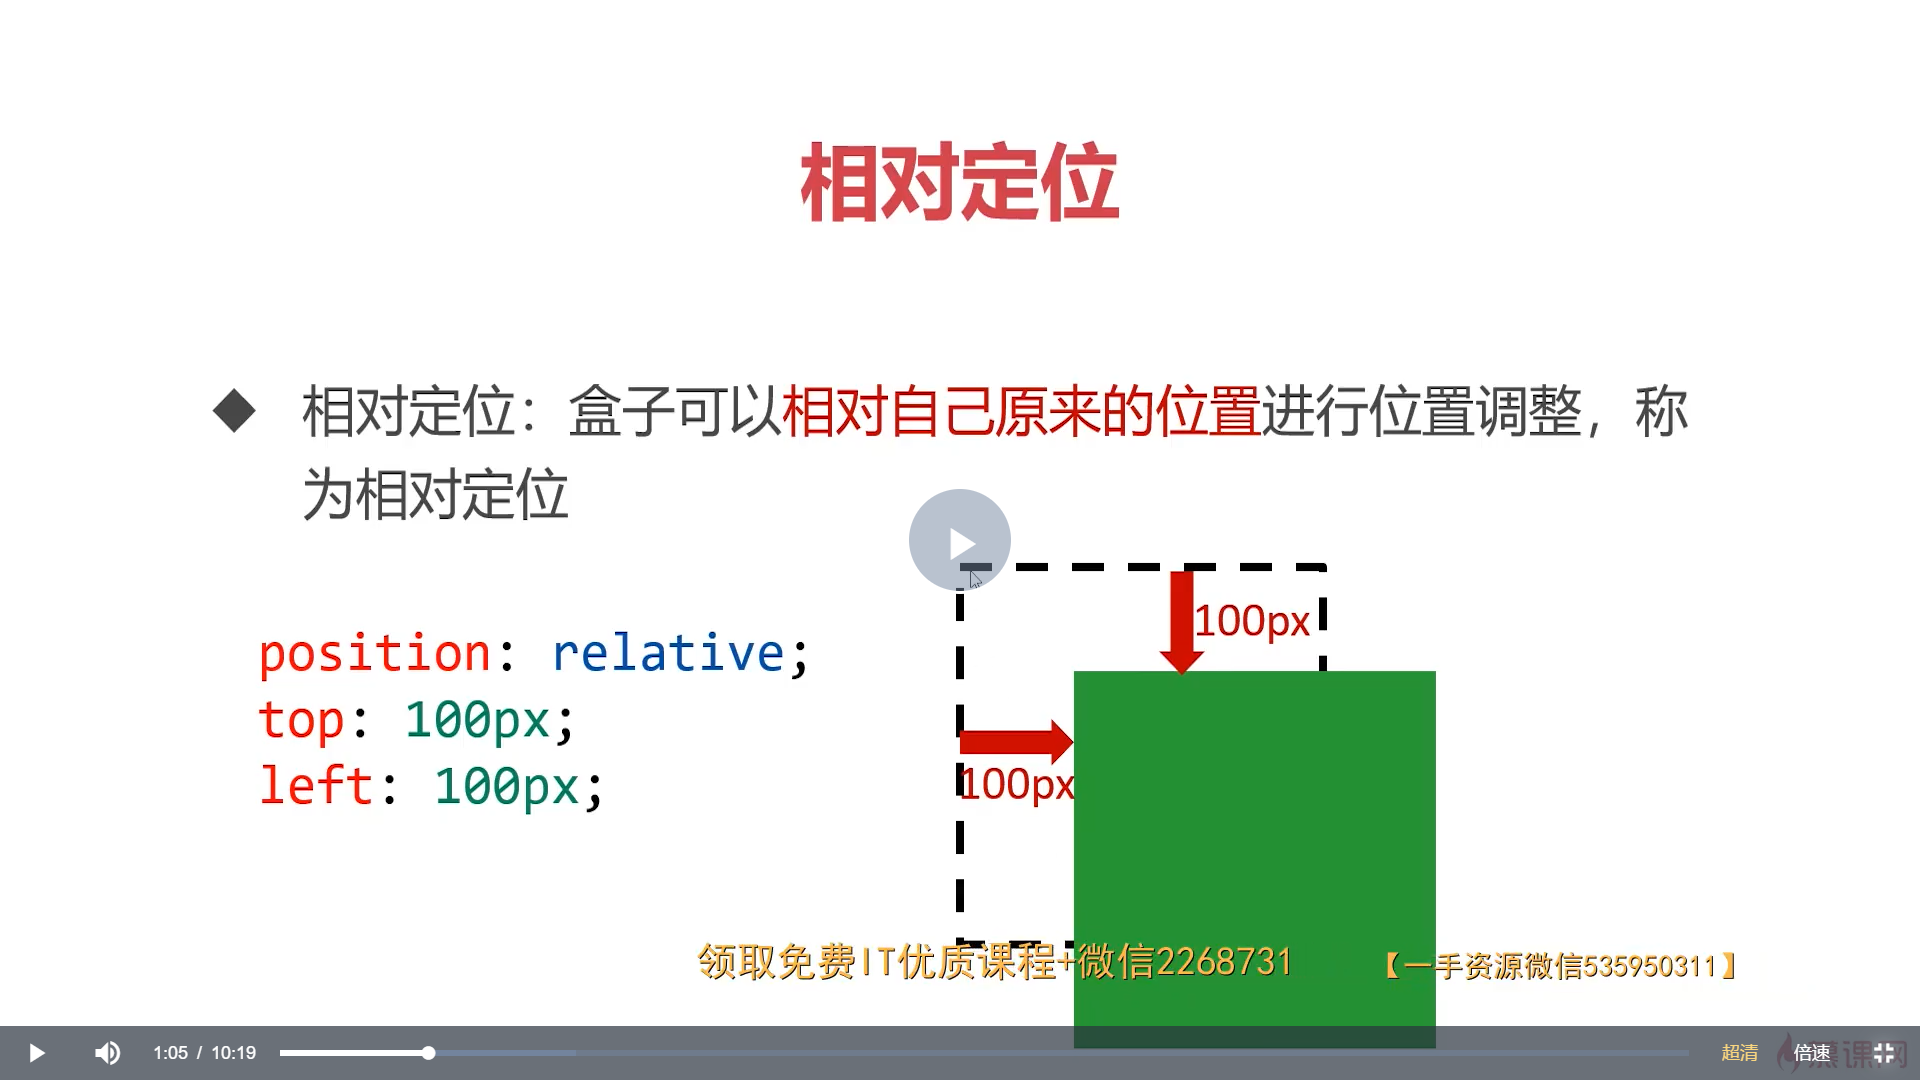 相对定位
◆ 相对定位：盒子可以相对自己原来的位置进行位置调整，称
为相对定位
position: relative;
top: 100px;
left: 100px;
100px
100px
领取免费IT优质课程+微信2268731
【一手资源微信535950311】
1:05 / 10:19
超清
倍速
慕课网